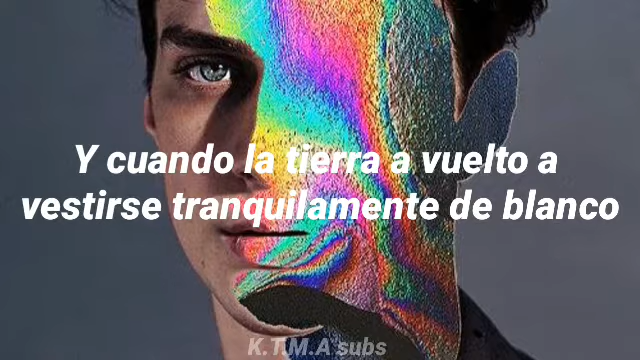 Y cuando la tierra a vuelto a
vestirse tranquilamente de blanco
K.T.M.A subs